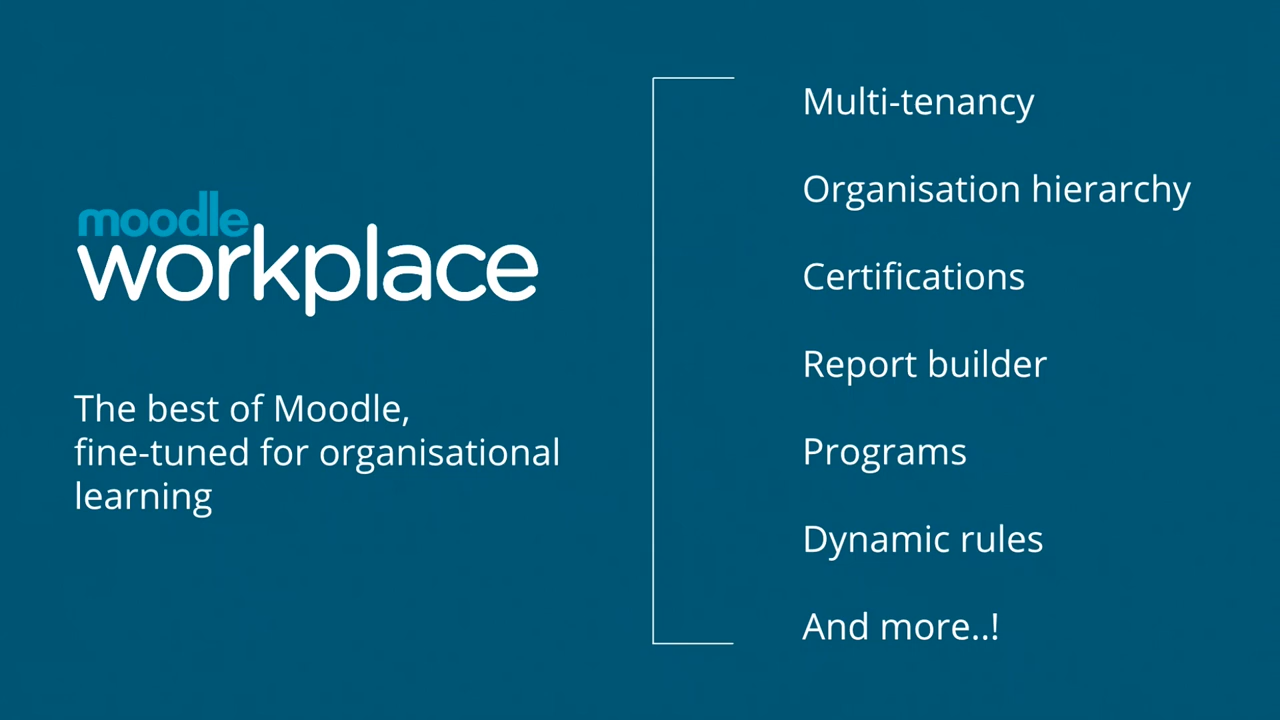 moodle
workplace
The best of Moodle,
fine-tuned for organisational
learning
Multi-tenancy
Organisation hierarchy
Certifications
Report builder
Programs
Dynamic rules
And more..!